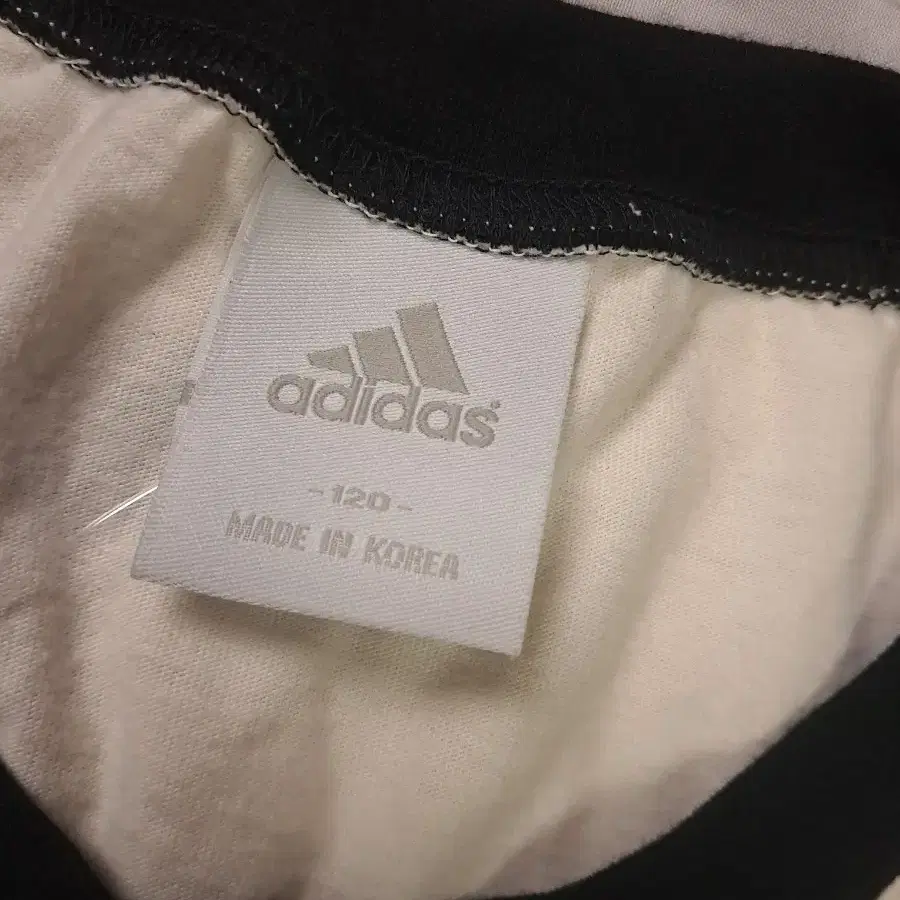 adidas
- 120 -
MADE IN KOREA